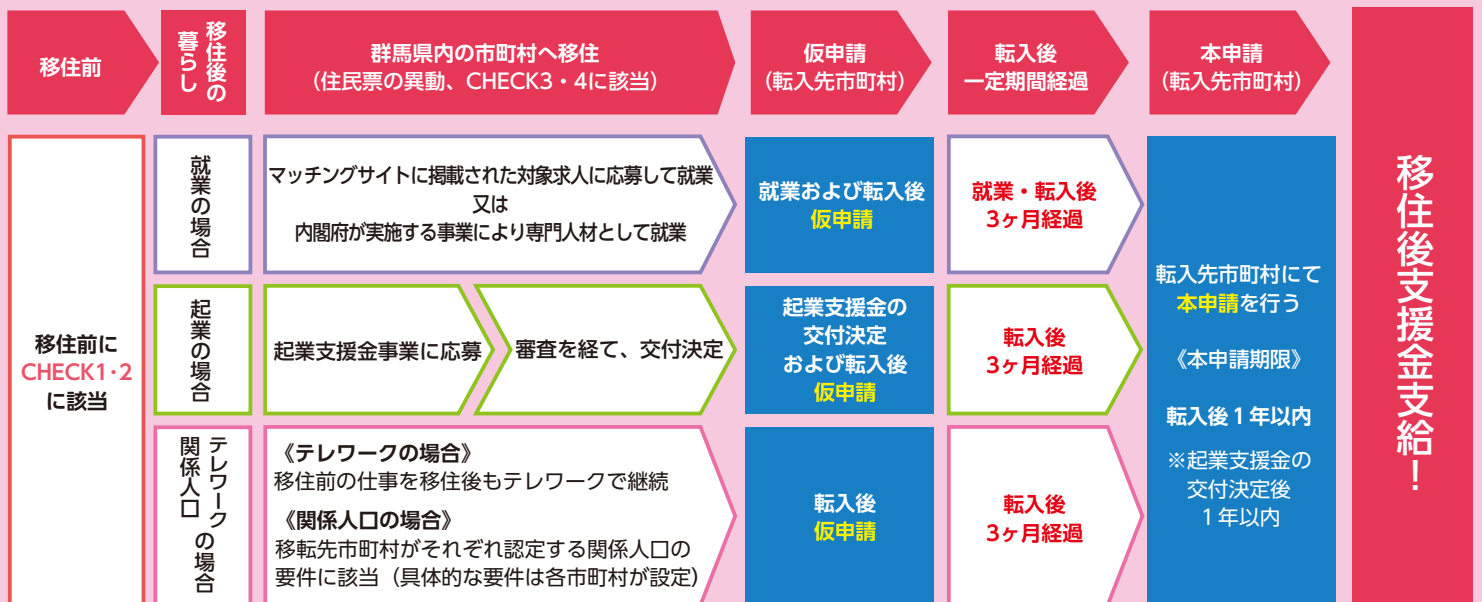 移住前
移住後の
暮らし
群馬県内の市町村へ移住
（住民票の異動、CHECK3・4に該当）
仮申請
（転入先市町村）
転入後
一定期間経過
本申請
（転入先市町村）
移住後支援金支給！
移住前に
CHECK1・2
に該当
就業の場合
マッチングサイトに掲載された対象求人に応募して就業
又は
内閣府が実施する事業により専門人材として就業
就業および転入後
仮申請
就業・転入後
3ヶ月経過
起業の場合
起業支援金事業に応募
審査を経て、交付決定
起業支援金の
交付決定
および転入後
仮申請
転入後
3ヶ月経過
テレワーク
関係人口
の場合
《テレワークの場合》
移住前の仕事を移住後もテレワークで継続
《関係人口の場合》
移転先市町村がそれぞれ認定する関係人口の
要件に該当（具体的な要件は各市町村が設定）
転入後
仮申請
転入後
3ヶ月経過
転入先市町村にて
本申請を行う
《本申請期限》
転入後１年以内
※起業支援金の
交付決定後
１年以内